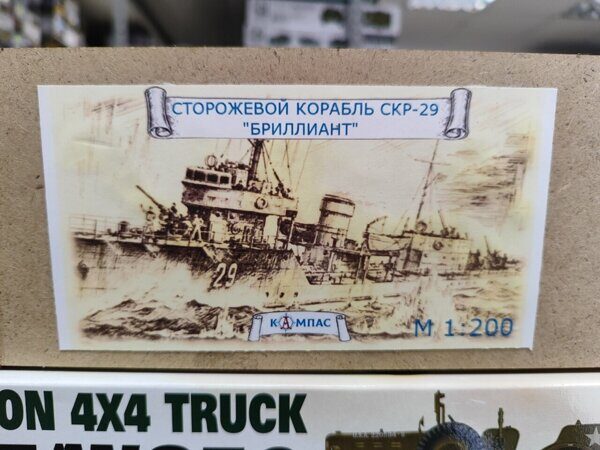 СТОРОЖЕВОЙ КОРАБЛЬ СКР-29
"БРИЛЛИАНТ"
29
КОМПАС
М 1:200
ON 4X4 TRUCK